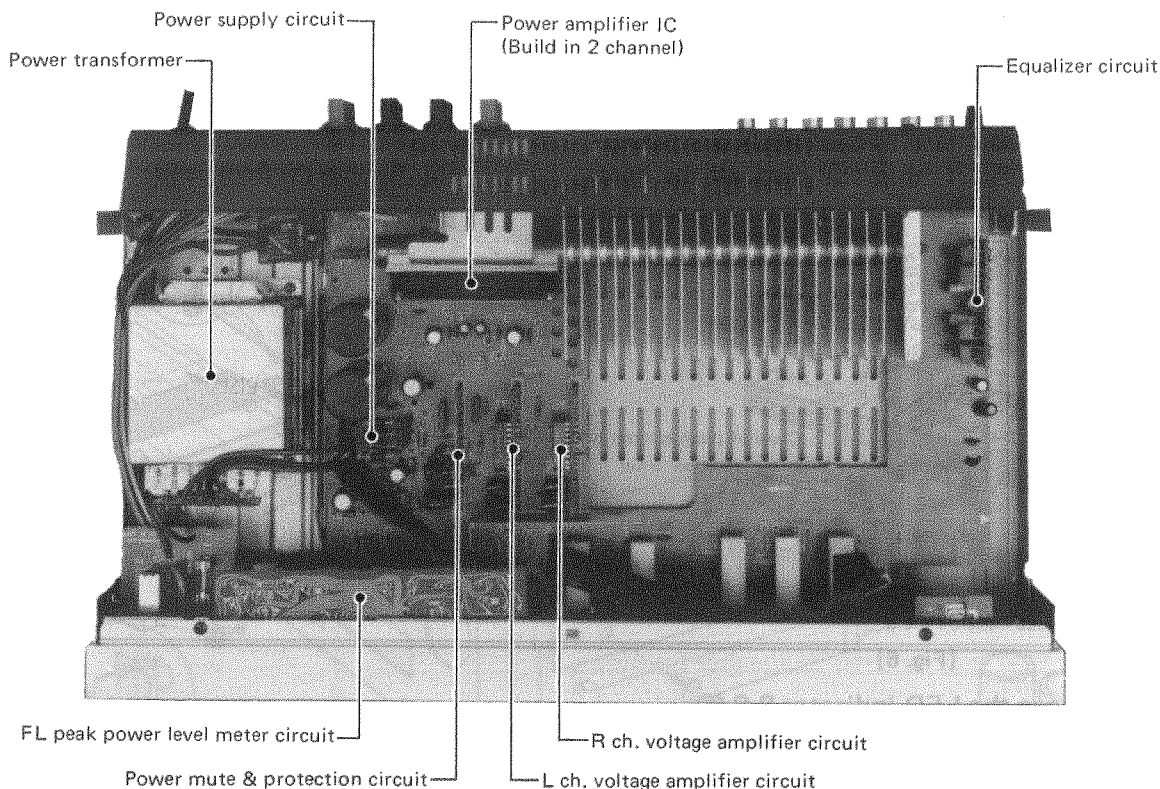 Power supply circuit
Power amplifier IC
(Build in 2 channel)
Power transformer
Equalizer circuit
FL peak power level meter circuit
R ch. voltage amplifier circuit
Power mute & protection circuit
L ch. voltage amplifier circuit